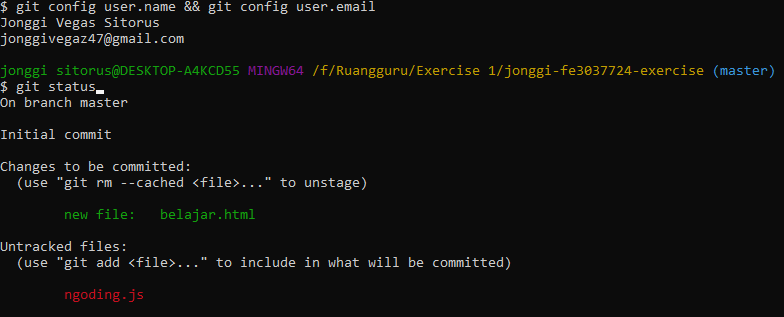 $ git config user.name && git config user.email
Jonggi Vegas Sitorus
jonggivegaz47@gmail.com
jonggi sitorus@DESKTOP-A4KCD55 MINGW64 /f/Ruangguru/Exercise 1/jonggi-fe3037724-exercise (master)
$ git status
On branch master
Initial commit
Changes to be committed:
(use "git rm --cached <file>..." to unstage)
new file:   belajar.html
Untracked files:
(use "git add <file>..." to include in what will be committed)
ngoding.js